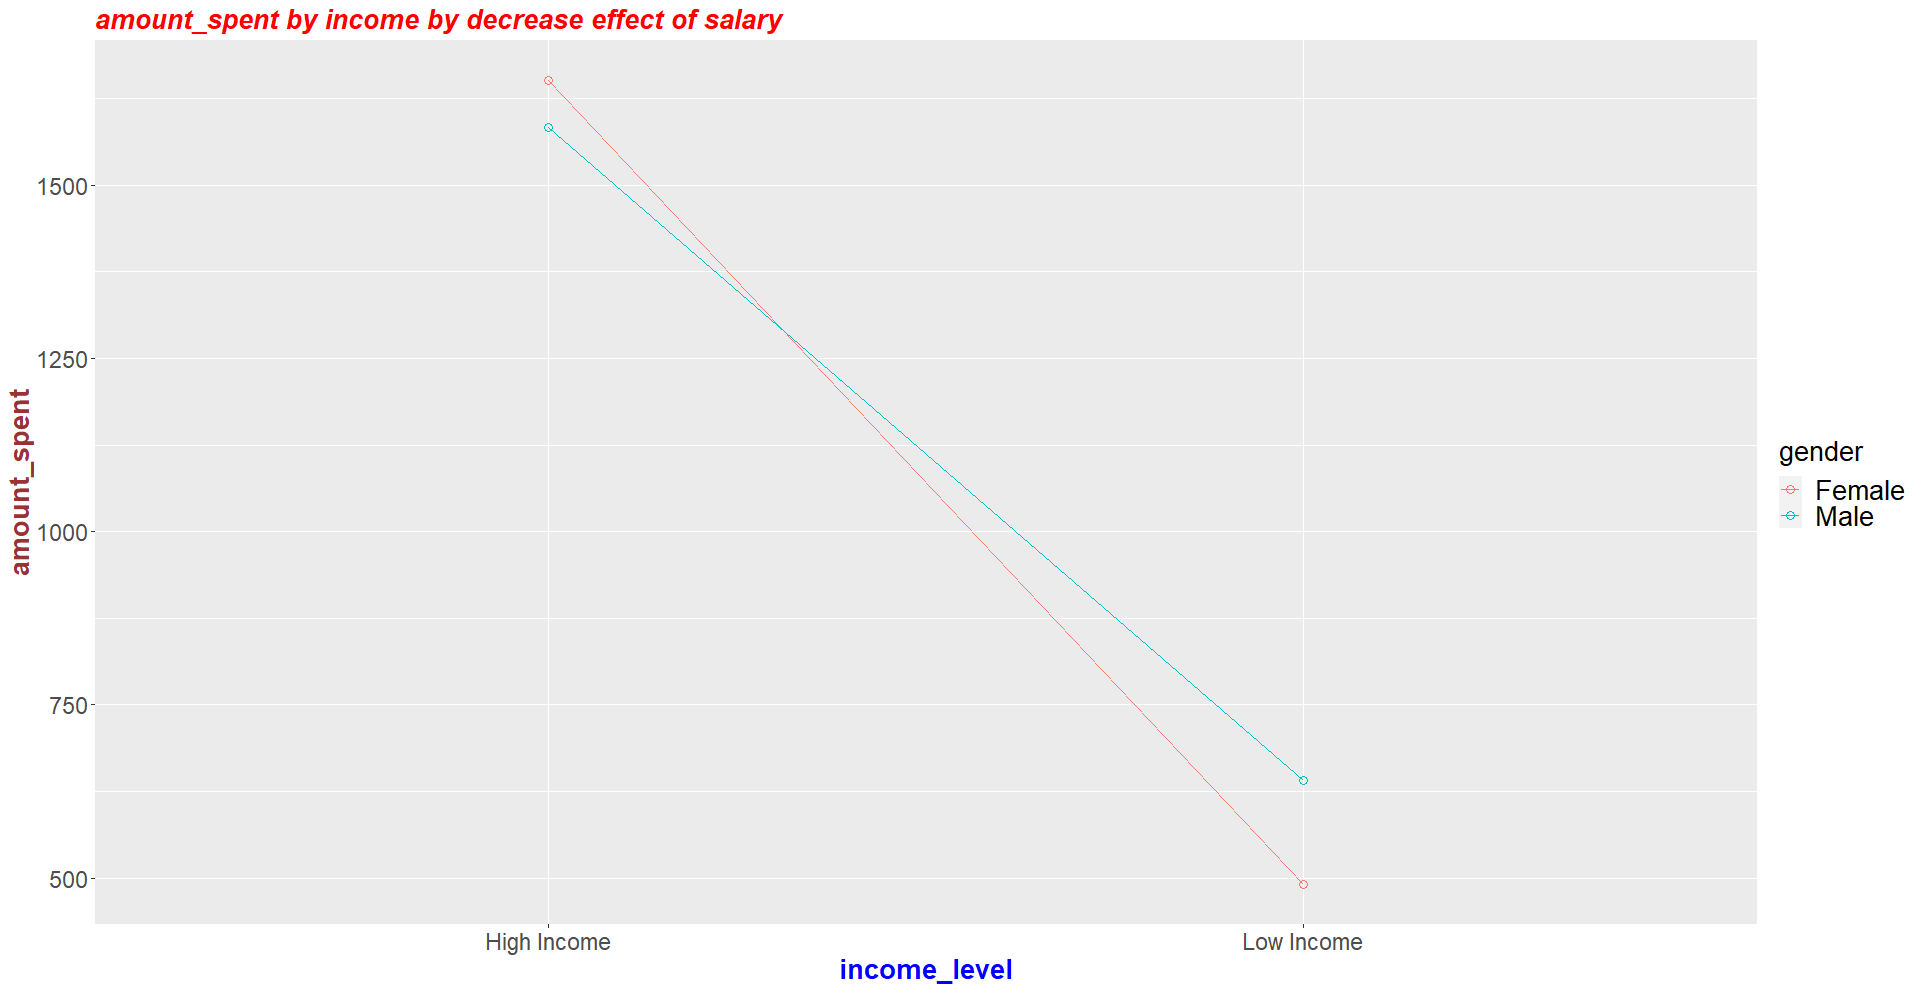 amount_spent by income by decrease effect of salary
amount_spent
1500
1250
1000
750
500
High Income
Low Income
income_level
gender
Female
Male